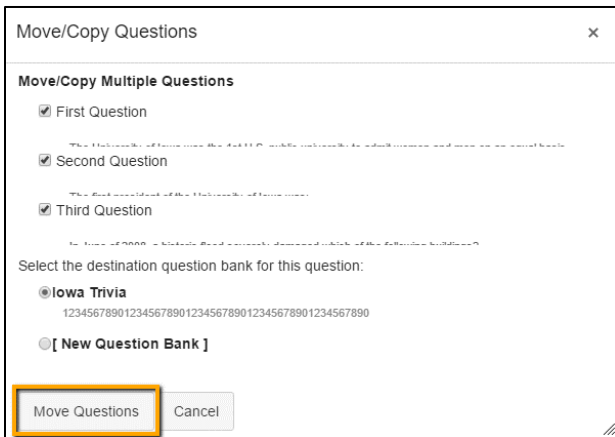 Move/Copy Questions
×
Move/Copy Multiple Questions
First Question
The University of Iowa was the 1st U.S. public university to admit women and men on an equal basis
Second Question
The first president of the University of Iowa was:
Third Question
In June of 2008, a historic flood severely damaged which of the following buildings?
Select the destination question bank for this question:
Iowa Trivia
12345678901234567890123456789012345678901234567890
[ New Question Bank ]
Move Questions
Cancel